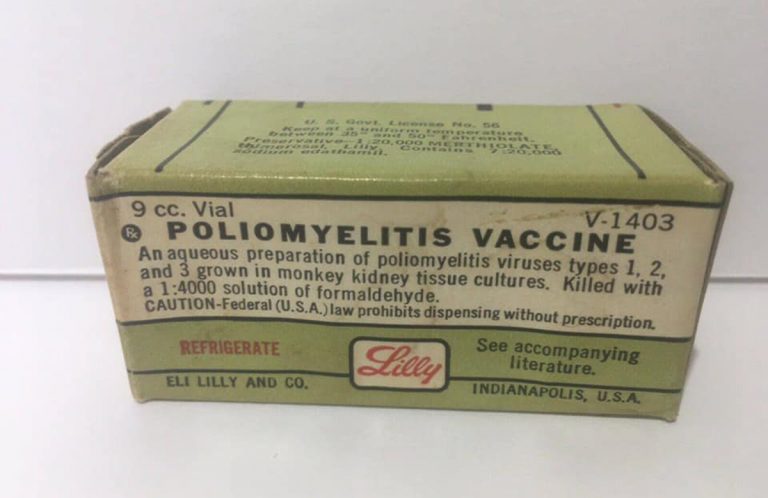 U. S. Govt. License No. 56
Keep at a uniform temperature
between 35° and 50° Fahrenheit.
Preservative—1:20,000 MERTHIOLATE,
Lilly. Contains 7:20,000
sodium edathamil.
9 cc. Vial
V-1403
Rx POLIOMYELITIS VACCINE
An aqueous preparation of poliomyelitis viruses types 1, 2,
and 3 grown in monkey kidney tissue cultures. Killed with
a 1:4000 solution of formaldehyde.
CAUTION-Federal (U.S.A.) law prohibits dispensing without prescription.
REFRIGERATE
Lilly
See accompanying
literature.
ELI LILLY AND CO.
INDIANAPOLIS, U.S.A.